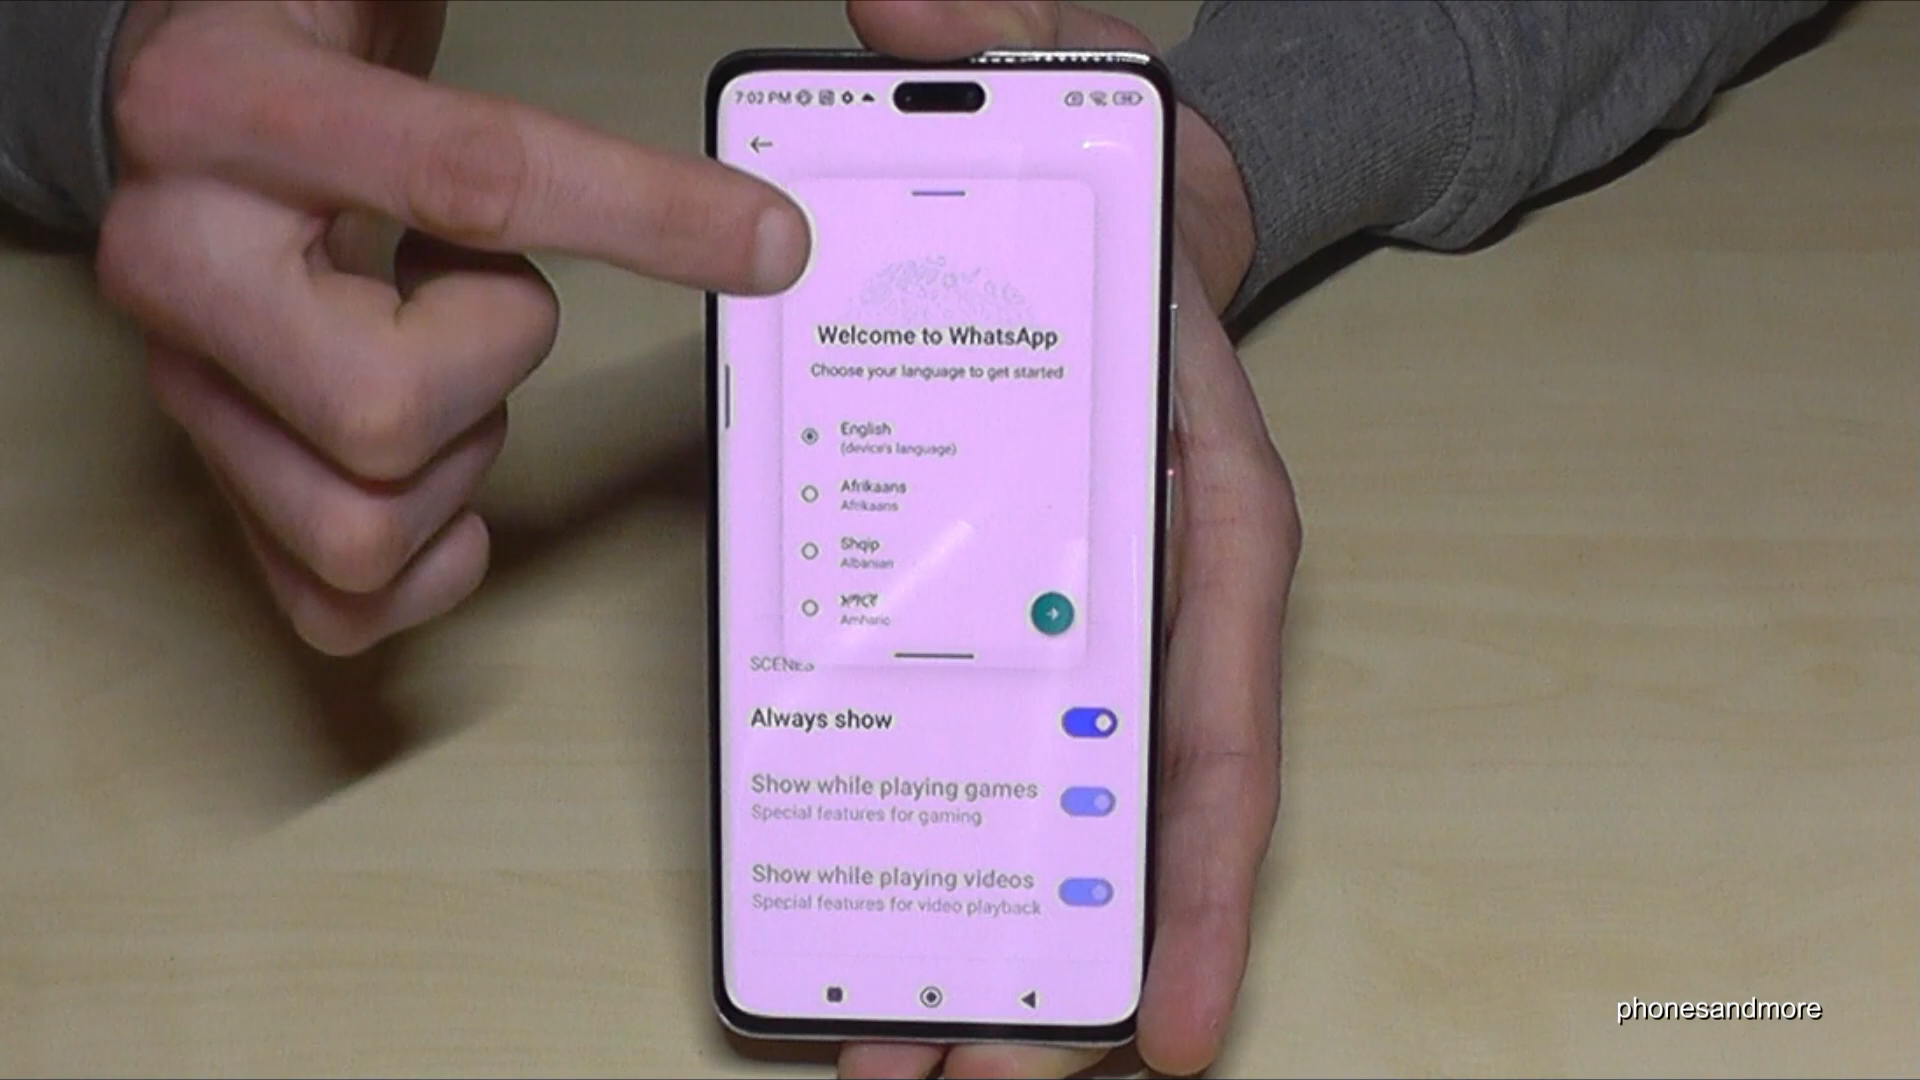 7:02 PM
Welcome to WhatsApp
Choose your language to get started
English
(device's language)
Afrikaans
Afrikaans
Shqip
Albanian
አማርኛ
Amharic
SCENES
Always show
Show while playing games
Special features for gaming
Show while playing videos
Special features for video playback
phonesandmore